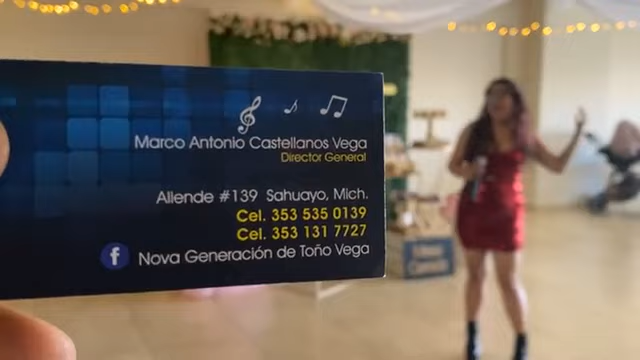 Marco Antonio Castellanos Vega
Director General
Allende #139 Sahuayo, Mich.
Cel. 353 535 0139
Cel. 353 131 7727
f Nova Generación de Toño Vega